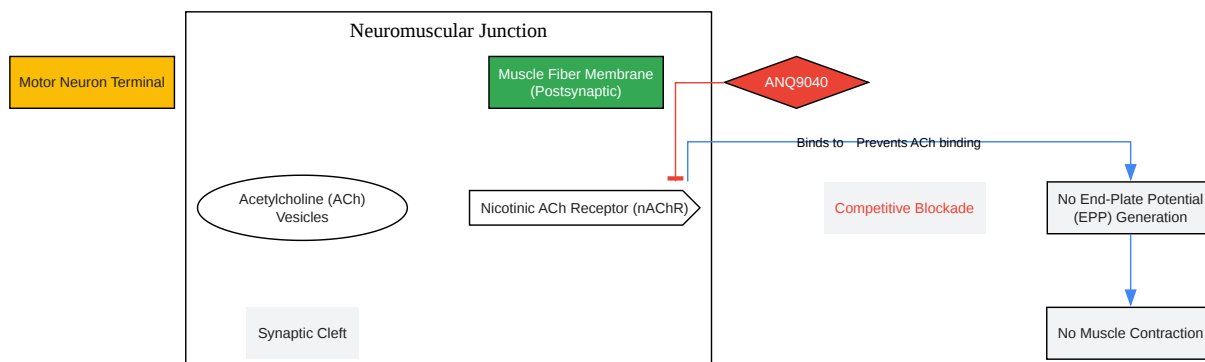 Neuromuscular Junction
Motor Neuron Terminal
Muscle Fiber Membrane
(Postsynaptic)
ANQ9040
Binds to
Prevents ACh binding
Acetylcholine (ACh)
Vesicles
Nicotinic ACh Receptor (nAChR)
Competitive Blockade
No End-Plate Potential
(EPP) Generation
Synaptic Cleft
No Muscle Contraction